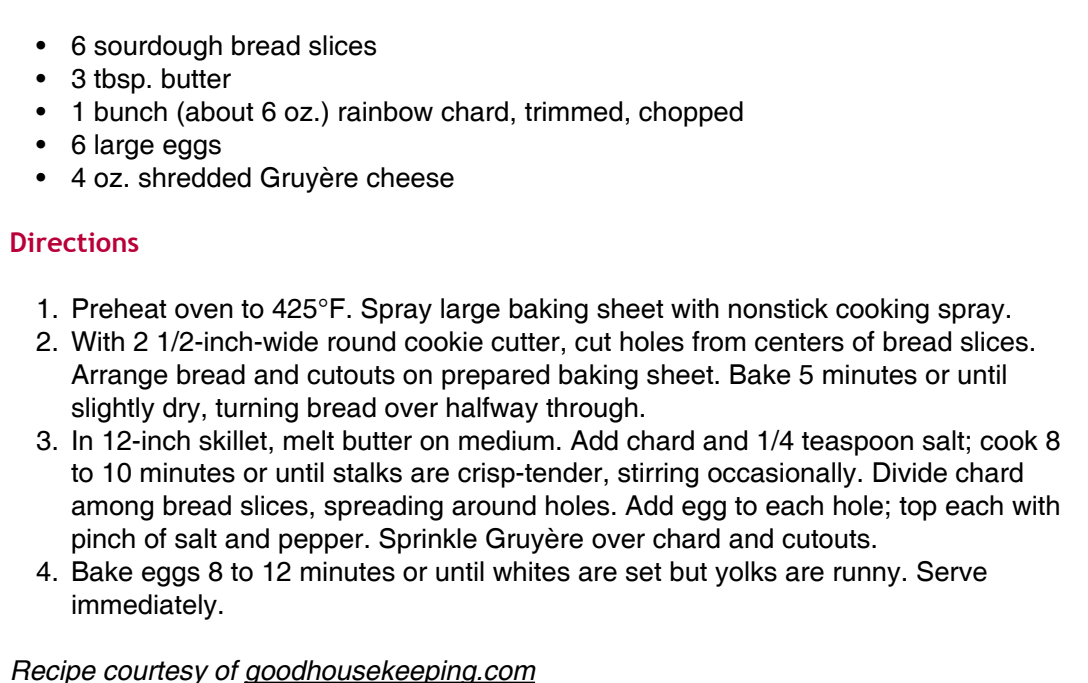 • 6 sourdough bread slices
• 3 tbsp. butter
• 1 bunch (about 6 oz.) rainbow chard, trimmed, chopped
• 6 large eggs
• 4 oz. shredded Gruyère cheese
Directions
1. Preheat oven to 425°F. Spray large baking sheet with nonstick cooking spray.
2. With 2 1/2-inch-wide round cookie cutter, cut holes from centers of bread slices.
Arrange bread and cutouts on prepared baking sheet. Bake 5 minutes or until
slightly dry, turning bread over halfway through.
3. In 12-inch skillet, melt butter on medium. Add chard and 1/4 teaspoon salt; cook 8
to 10 minutes or until stalks are crisp-tender, stirring occasionally. Divide chard
among bread slices, spreading around holes. Add egg to each hole; top each with
pinch of salt and pepper. Sprinkle Gruyère over chard and cutouts.
4. Bake eggs 8 to 12 minutes or until whites are set but yolks are runny. Serve
immediately.
Recipe courtesy of goodhousekeeping.com